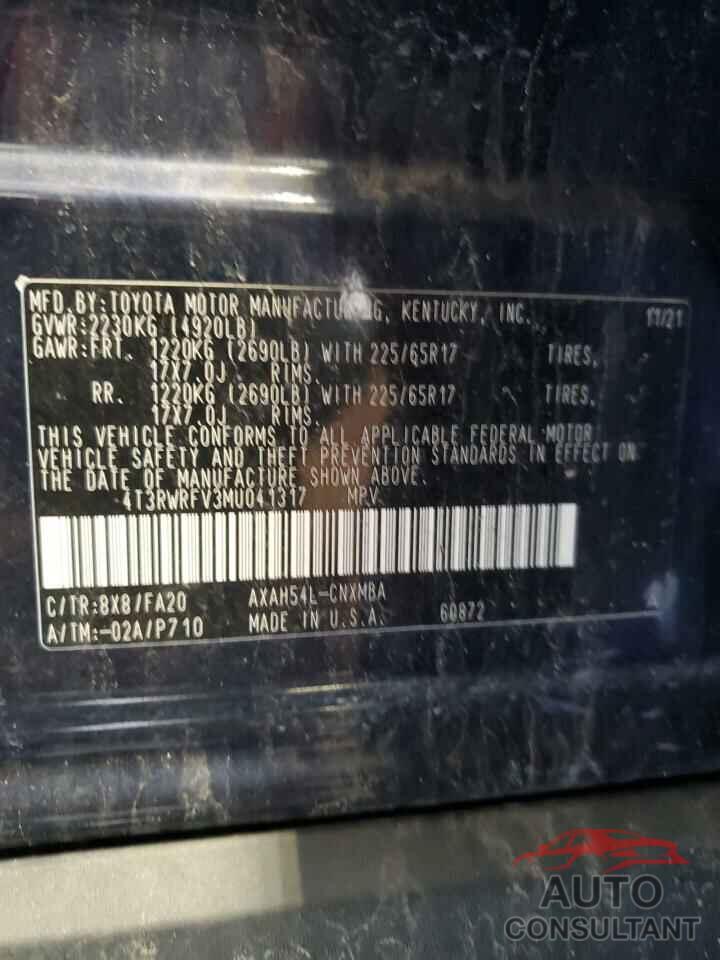 MFD.BY:TOYOTA MOTOR MANUFACTURING, KENTUCKY, INC. 11/21
GVWR:2230KG (4920LB)
GAWR:FRT. 1220KG (2690LB) WITH 225/65R17 TIRES,
17X7.0J RIMS.
RR. 1220KG (2690LB) WITH 225/65R17 TIRES,
17X7.0J RIMS.
THIS VEHICLE CONFORMS TO ALL APPLICABLE FEDERAL MOTOR
VEHICLE SAFETY AND THEFT PREVENTION STANDARDS IN EFFECT ON
THE DATE OF MANUFACTURE SHOWN ABOVE.
4T3RWRFV3MU041317 MPV
C/TR:8X8/FA20 AXAH54L-CNXMBA
A/TM:-02A/P710 MADE IN U.S.A. 60872
AUTO
CONSULTANT